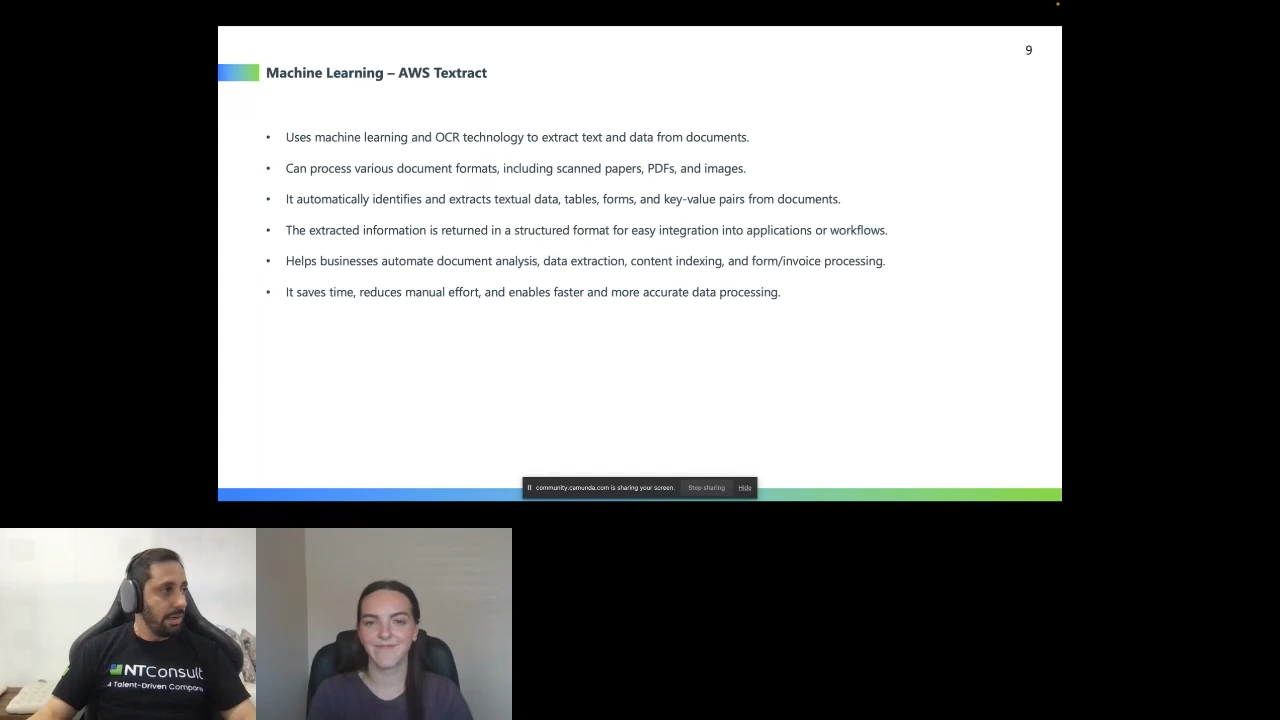 9
Machine Learning – AWS Textract
• Uses machine learning and OCR technology to extract text and data from documents.
• Can process various document formats, including scanned papers, PDFs, and images.
• It automatically identifies and extracts textual data, tables, forms, and key-value pairs from documents.
• The extracted information is returned in a structured format for easy integration into applications or workflows.
• Helps businesses automate document analysis, data extraction, content indexing, and form/invoice processing.
• It saves time, reduces manual effort, and enables faster and more accurate data processing.
community.camunda.com is sharing your screen. Stop sharing Hide
NTConsult
A Talent-Driven Company